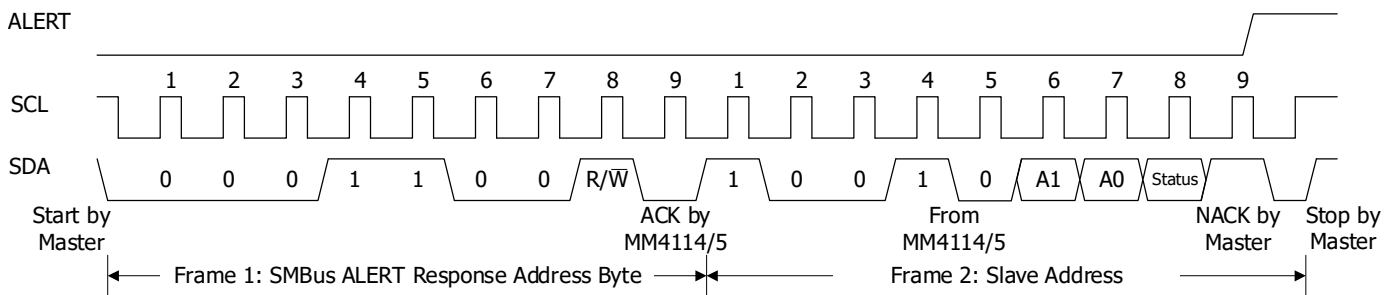 ALERT
1 2 3 4 5 6 7 8 9 1 2 3 4 5 6 7 8 9
SCL
SDA
0 0 0 1 1 0 0 R/W̅ 1 0 0 1 0 A1 A0 Status
Start by Master
ACK by MM4114/5
From MM4114/5
NACK by Master
Stop by Master
Frame 1: SMBus ALERT Response Address Byte
Frame 2: Slave Address